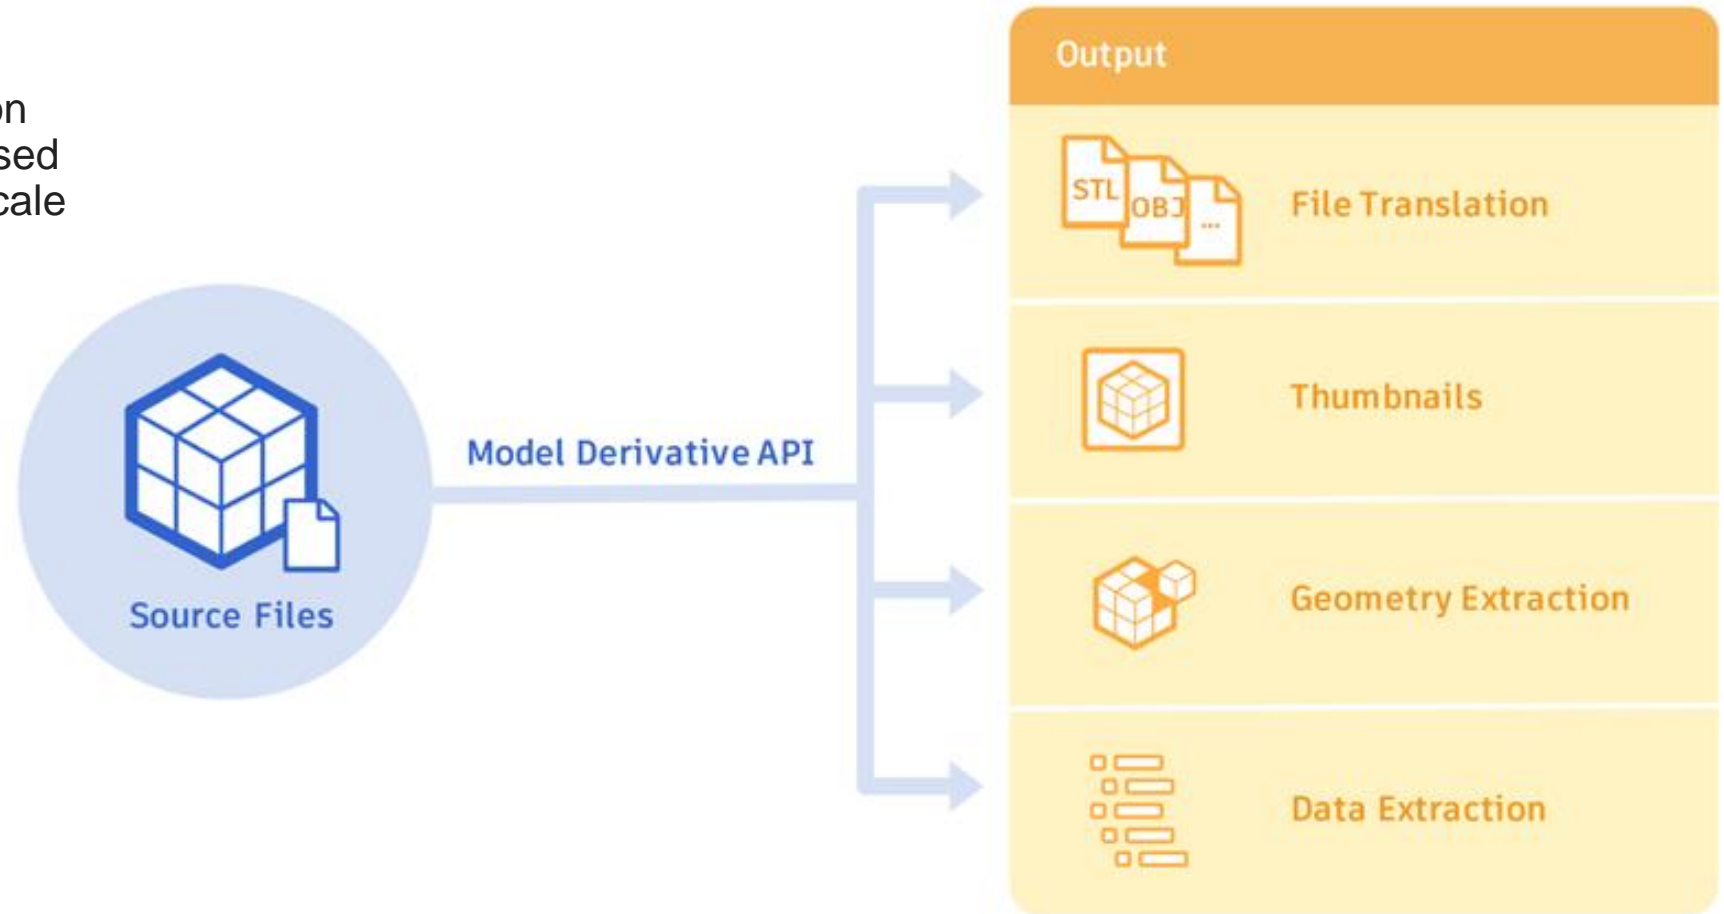 on
sed
cale
Output
STL
OBJ
...
File Translation
Thumbnails
Model Derivative API
Source Files
Geometry Extraction
Data Extraction